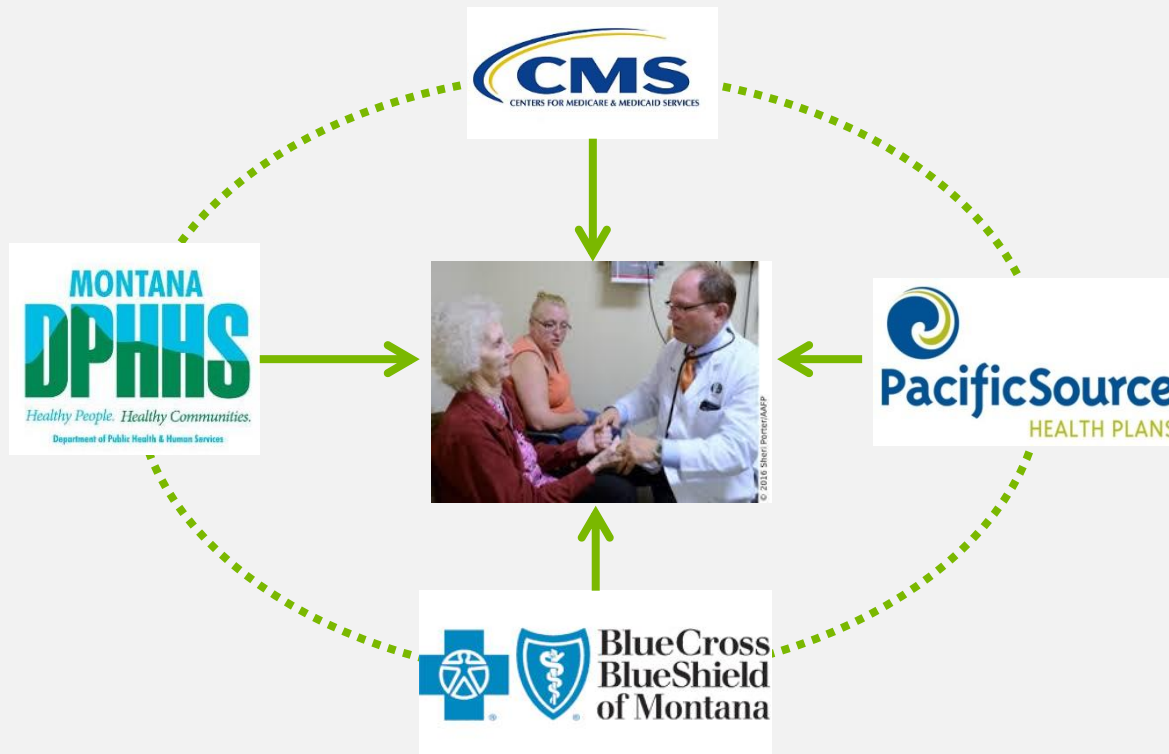 CMS
CENTERS FOR MEDICARE & MEDICAID SERVICES
MONTANA
DPHHS
Healthy People. Healthy Communities.
Department of Public Health & Human Services
© 2016 Sheri Porter/AAFP
PacificSource
HEALTH PLANS
BlueCross
BlueShield
of Montana
® ®